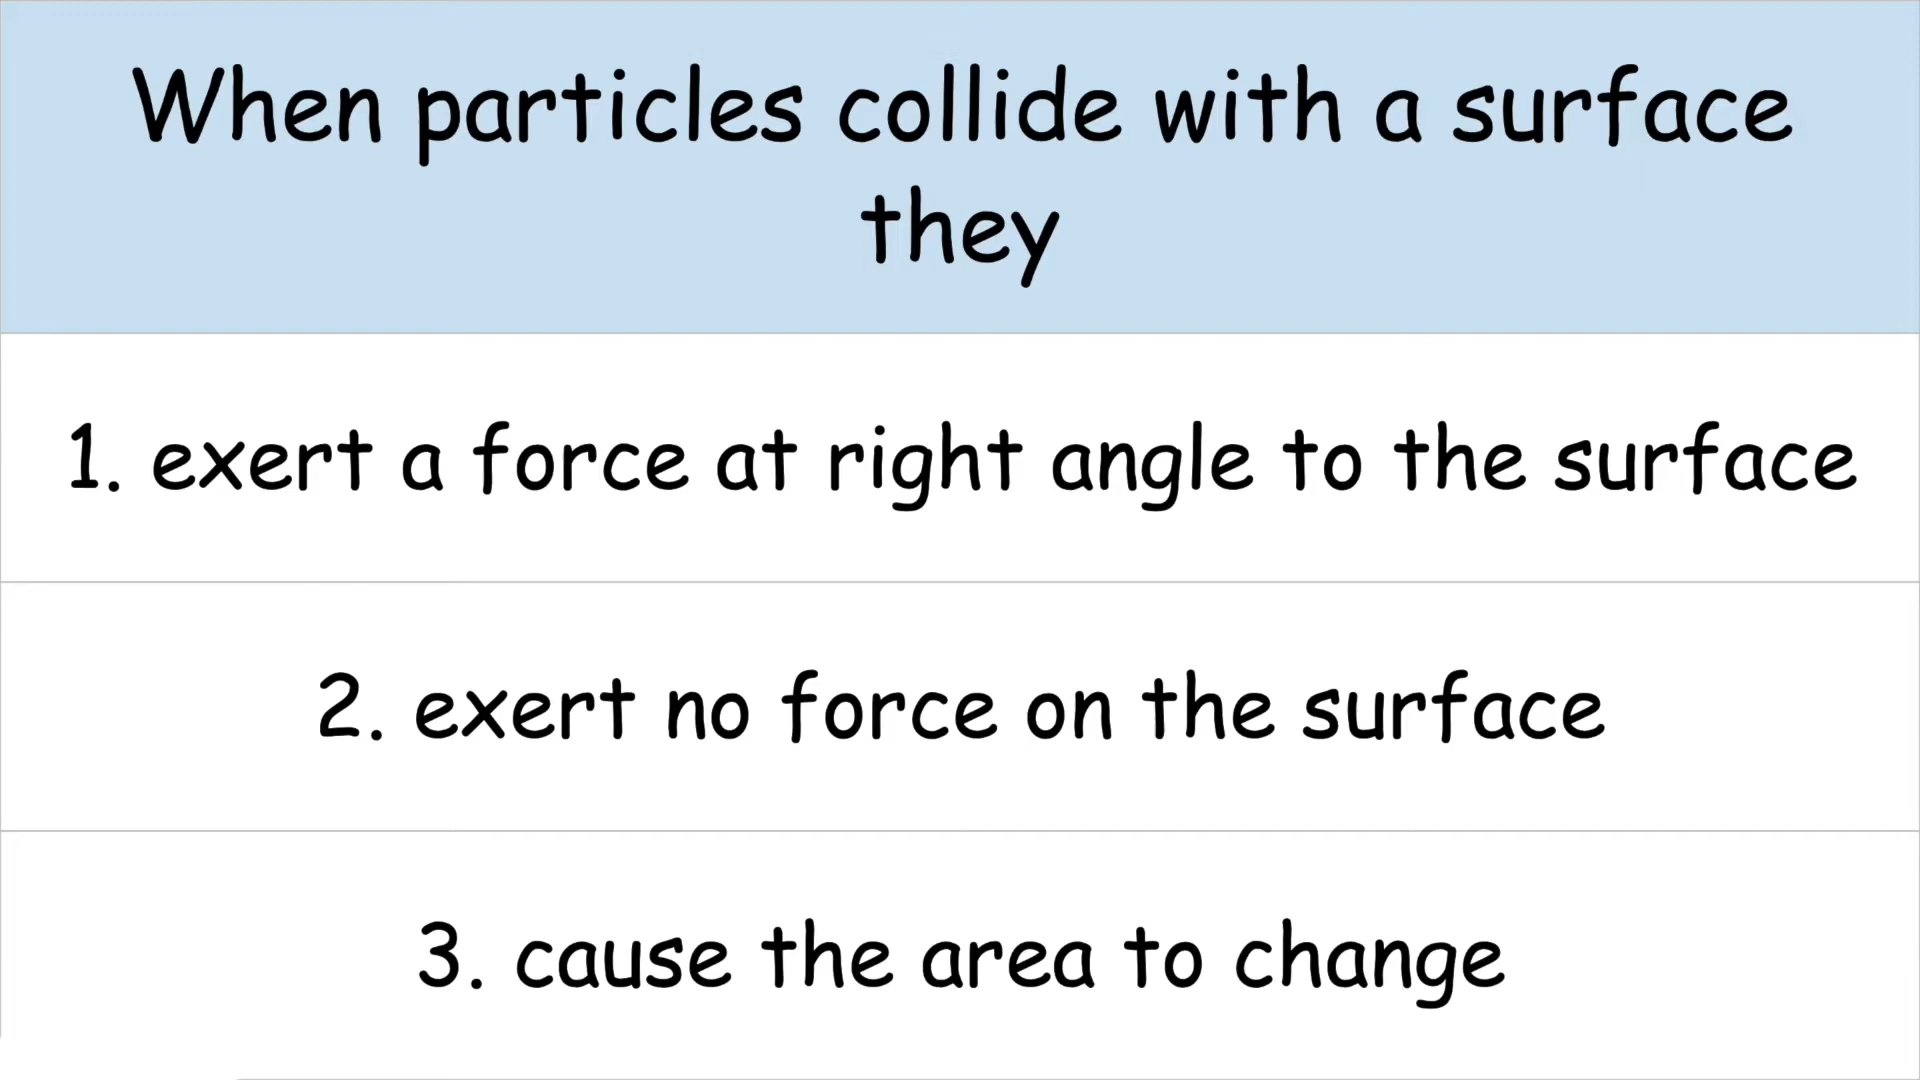 When particles collide with a surface
they
1. exert a force at right angle to the surface
2. exert no force on the surface
3. cause the area to change